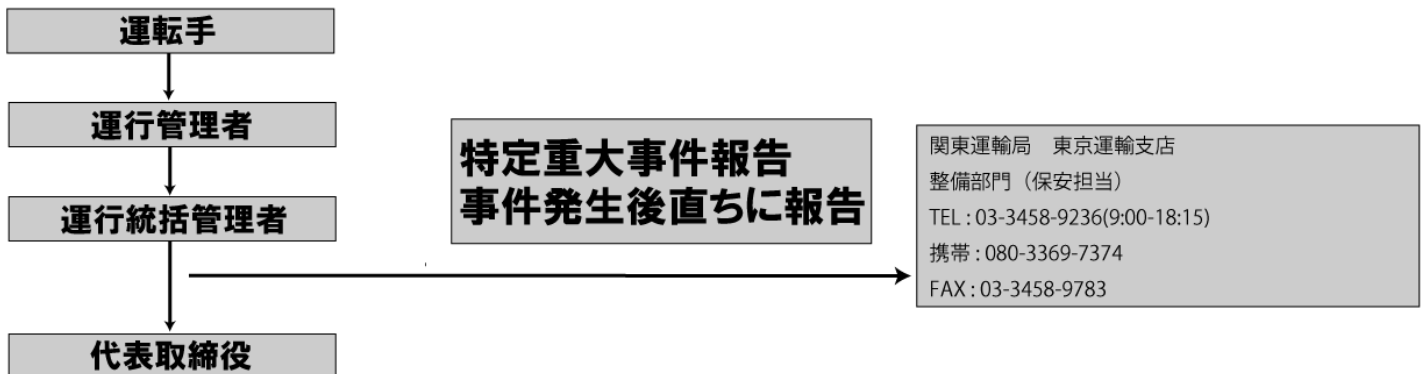 運転手
運行管理者
運行統括管理者
代表取締役
特定重大事件報告
事件発生後直ちに報告
関東運輸局　東京運輸支店
整備部門（保安担当）
TEL : 03-3458-9236(9:00-18:15)
携帯 : 080-3369-7374
FAX : 03-3458-9783